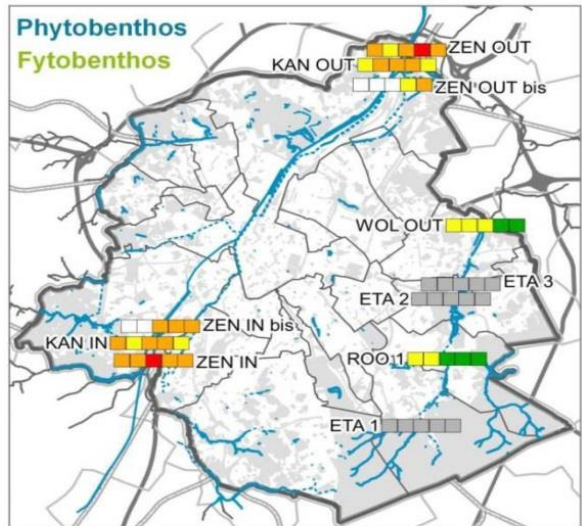 Phytobenthos
Fytobenthos
ZEN OUT
KAN OUT
ZEN OUT bis
WOL OUT
ETA 3
ETA 2
ZEN IN bis
KAN IN
ZEN IN
ROO 1
ETA 1